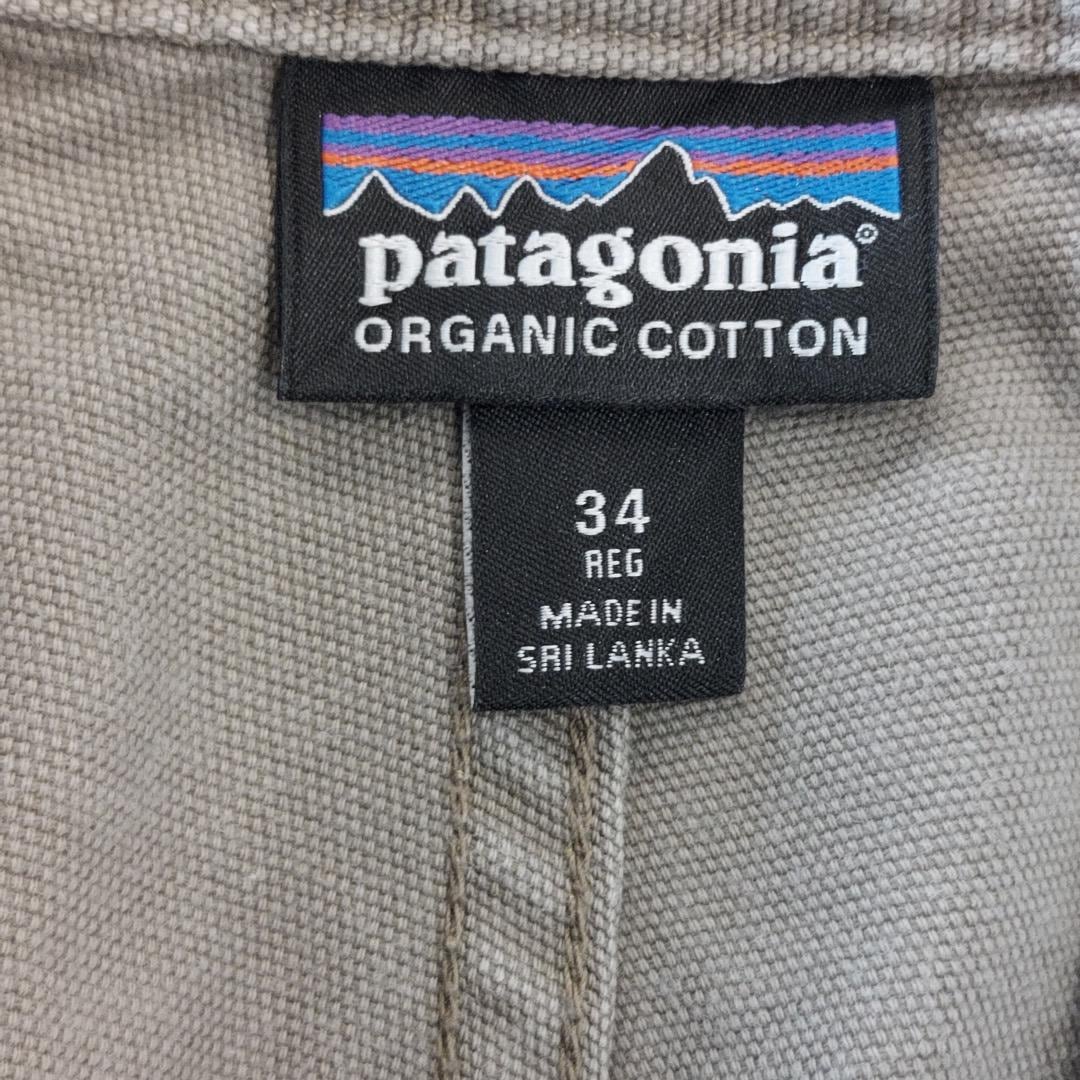 patagonia®
ORGANIC COTTON
34
REG
MADE IN
SRI LANKA